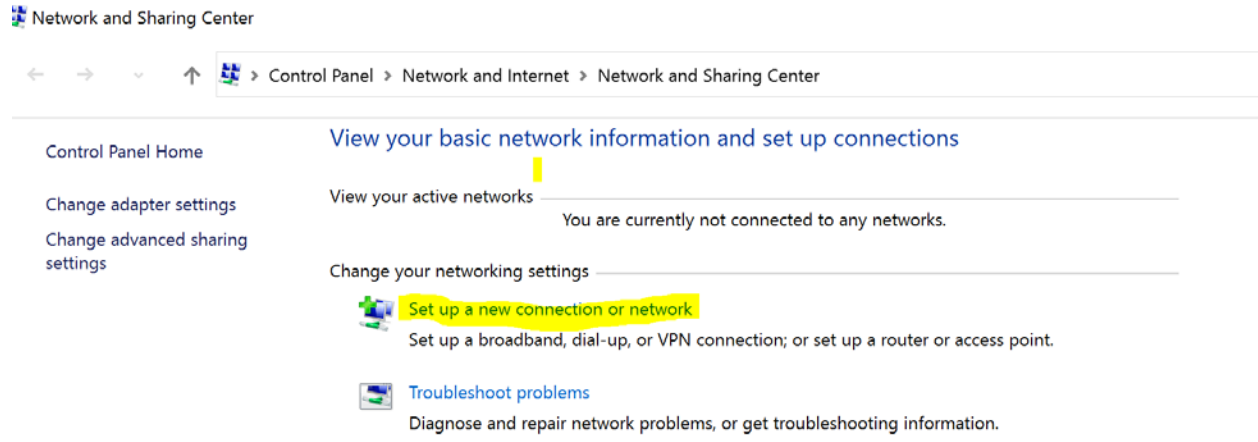 Network and Sharing Center
Control Panel > Network and Internet > Network and Sharing Center
Control Panel Home
Change adapter settings
Change advanced sharing
settings
View your basic network information and set up connections
View your active networks
You are currently not connected to any networks.
Change your networking settings
Set up a new connection or network
Set up a broadband, dial-up, or VPN connection; or set up a router or access point.
Troubleshoot problems
Diagnose and repair network problems, or get troubleshooting information.